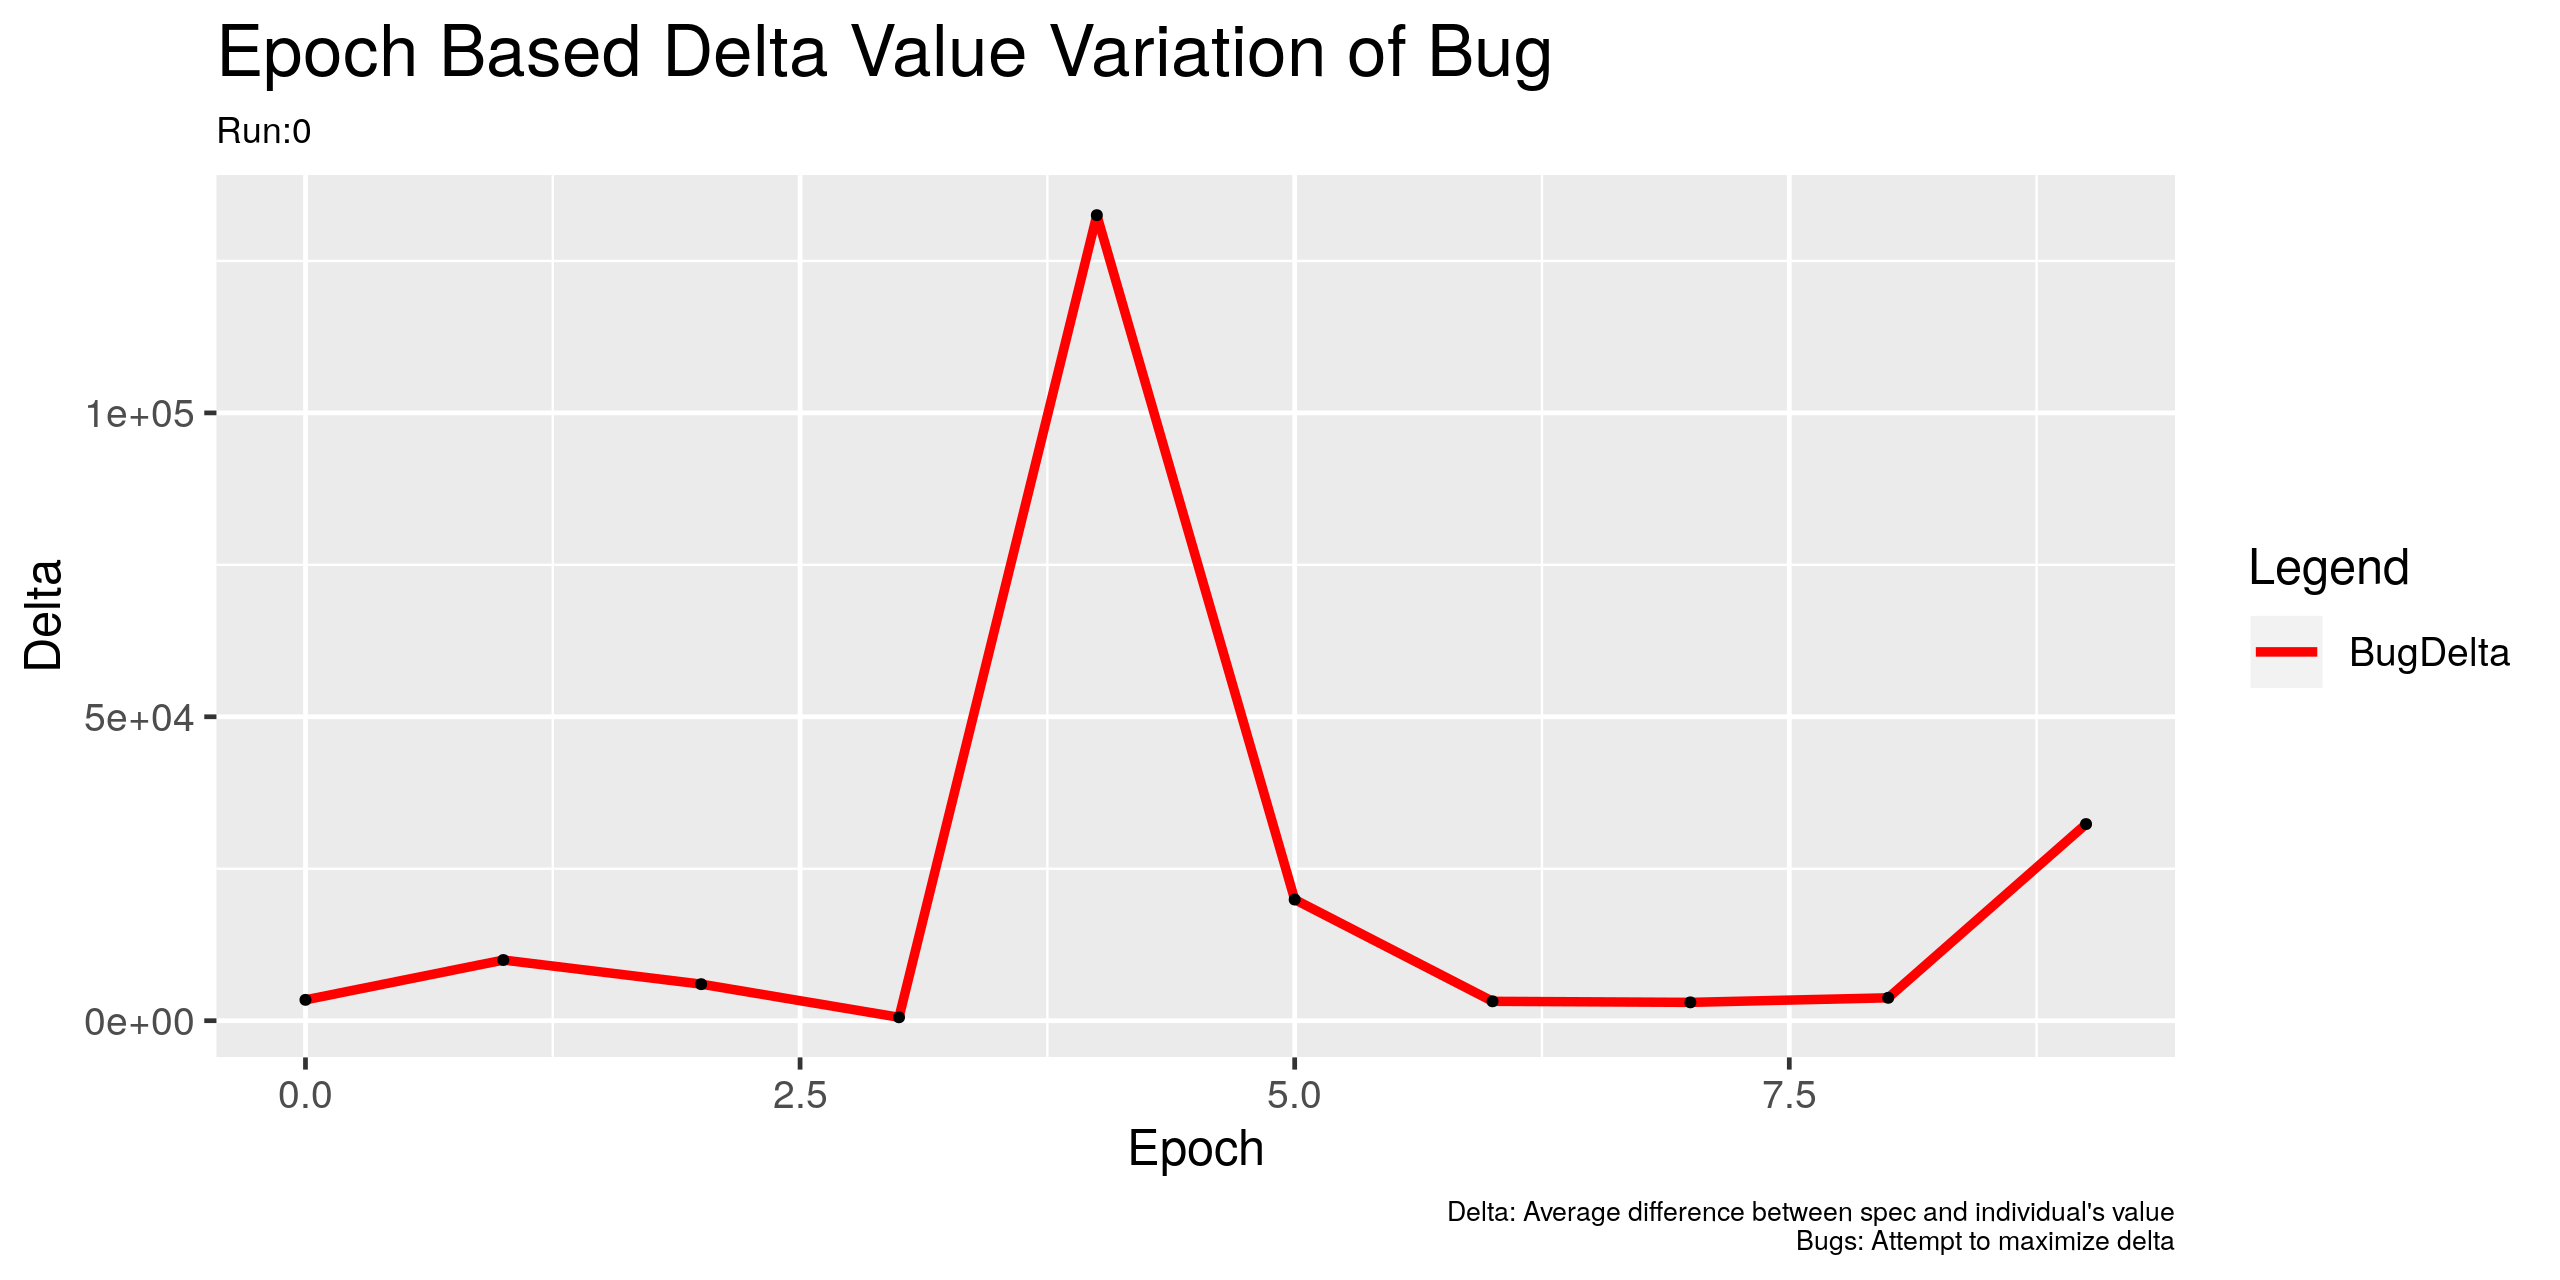 Epoch Based Delta Value Variation of Bug
Run:0
Delta
1e+05
5e+04
0e+00
0.0 2.5 5.0 7.5
Epoch
Legend
BugDelta
Delta: Average difference between spec and individual's value
Bugs: Attempt to maximize delta